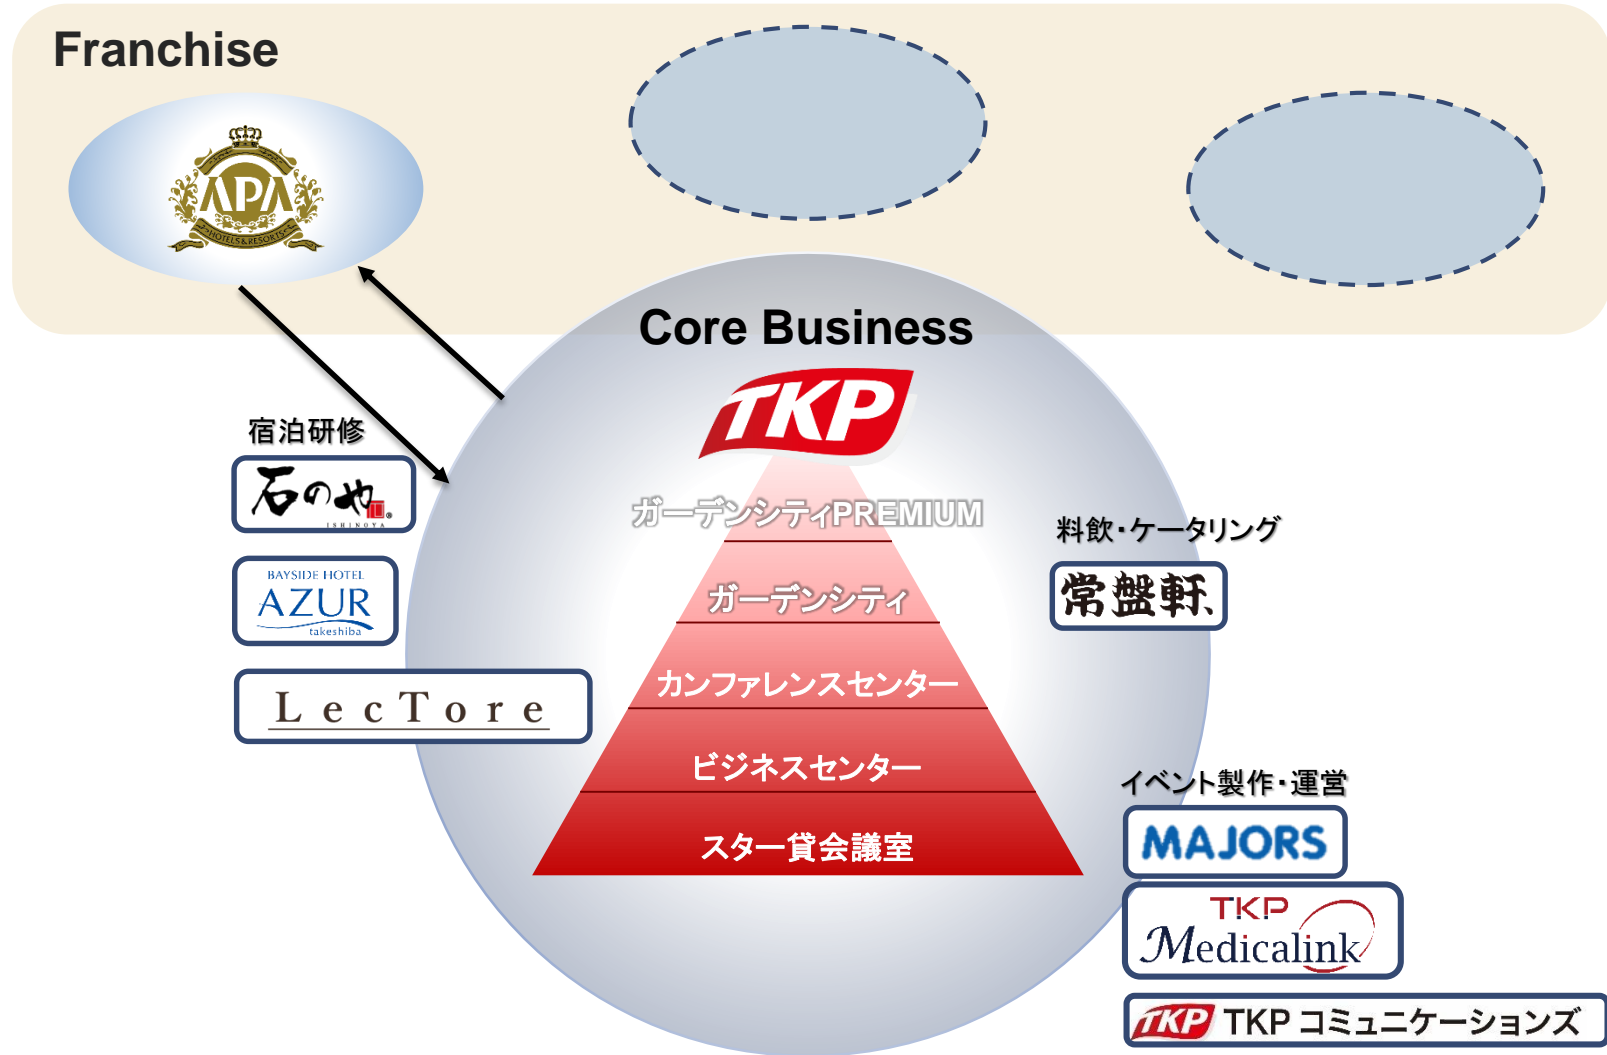 Franchise
APA
HOTELS&RESORTS
Core Business
TKP
宿泊研修
石のや
ISHINOYA
BAYSIDE HOTEL
AZUR
takeshiba
LecTore
ガーデンシティPREMIUM
ガーデンシティ
カンファレンスセンター
ビジネスセンター
スター貸会議室
料飲・ケータリング
常盤軒
イベント製作・運営
MAJORS
TKP
Medicalink
TKP TKP コミュニケーションズ